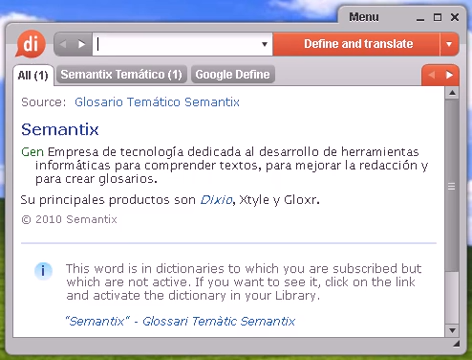 Menu
di
Define and translate
All (1)
Semantix Temático (1)
Google Define
Source: Glosario Temático Semantix
Semantix
Gen Empresa de tecnología dedicada al desarrollo de herramientas
informáticas para comprender textos, para mejorar la redacción y
para crear glosarios.
Su principales producto son Dixio, Xtyle y Gloxr.
© 2010 Semantix
i
This word is in dictionaries to which you are subscribed but
which are not active. If you want to see it, click on the link
and activate the dictionary in your Library.
"Semantix" - Glossari Temàtic Semantix